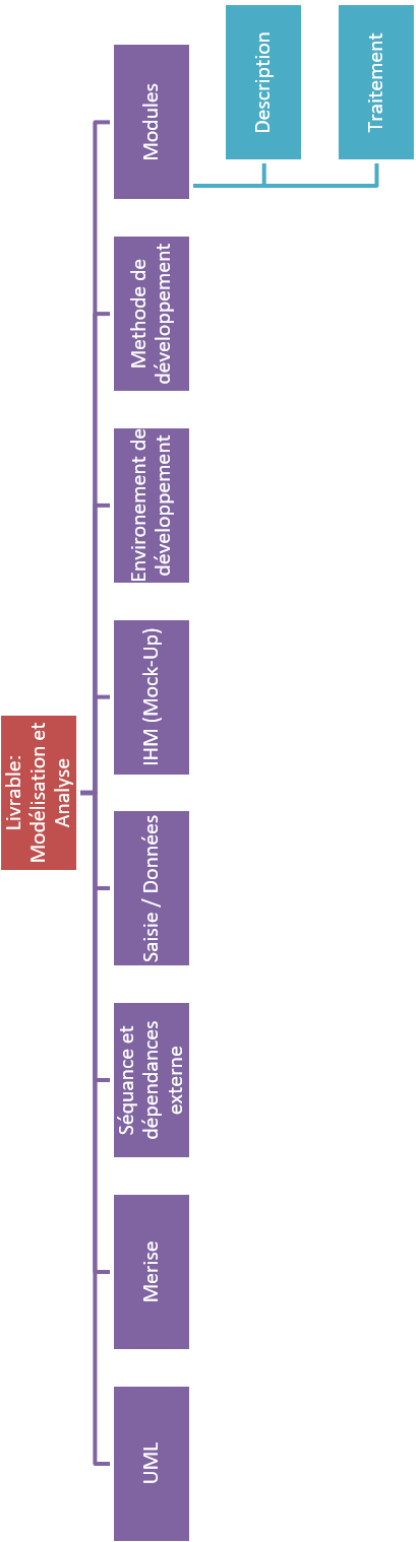 Livrable:
Modélisation et
Analyse
UML
Merise
Séquance et
dépendances
externe
Saisie / Données
IHM (Mock-Up)
Environement de
développement
Methode de
développement
Modules
Description
Traitement